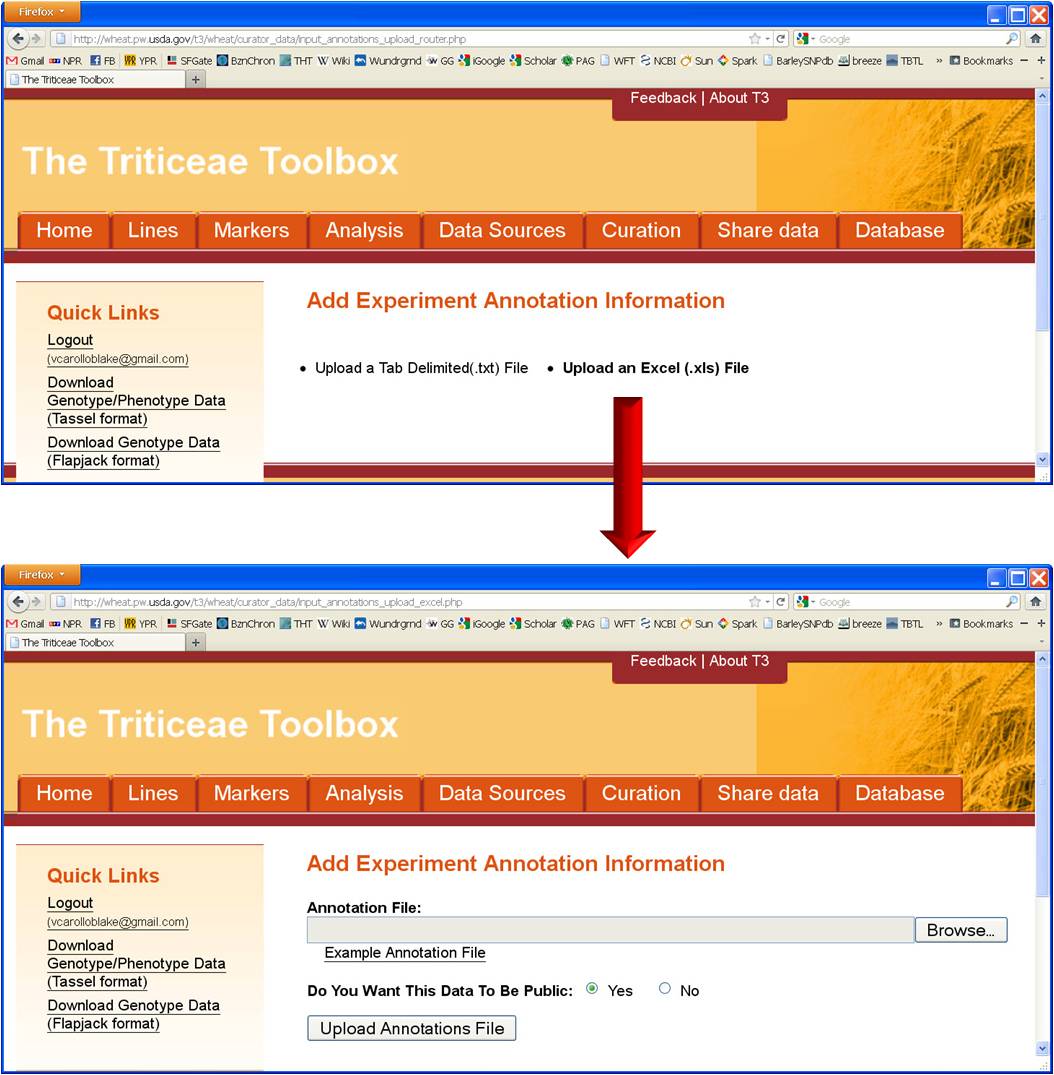 Firefox
http://wheat.pw.usda.gov/t3/wheat/curator_data/input_annotations_upload_router.php
Google
Gmail NPR FB YPR SFGate BznChron THT Wiki Wundrgrnd GG iGoogle Scholar PAG WFT NCBI Sun Spark BarleySNPdb breeze TBTL » Bookmarks
The Triticeae Toolbox
Feedback | About T3
The Triticeae Toolbox
Home Lines Markers Analysis Data Sources Curation Share data Database
Quick Links
Logout
(vcarolloblake@gmail.com)
Download
Genotype/Phenotype Data
(Tassel format)
Download Genotype Data
(Flapjack format)
Add Experiment Annotation Information
• Upload a Tab Delimited(.txt) File • Upload an Excel (.xls) File
Firefox
http://wheat.pw.usda.gov/t3/wheat/curator_data/input_annotations_upload_excel.php
Google
Gmail NPR FB YPR SFGate BznChron THT Wiki Wundrgrnd GG iGoogle Scholar PAG WFT NCBI Sun Spark BarleySNPdb breeze TBTL » Bookmarks
The Triticeae Toolbox
Feedback | About T3
The Triticeae Toolbox
Home Lines Markers Analysis Data Sources Curation Share data Database
Quick Links
Logout
(vcarolloblake@gmail.com)
Download
Genotype/Phenotype Data
(Tassel format)
Download Genotype Data
(Flapjack format)
Add Experiment Annotation Information
Annotation File:
Browse...
Example Annotation File
Do You Want This Data To Be Public: Yes No
Upload Annotations File